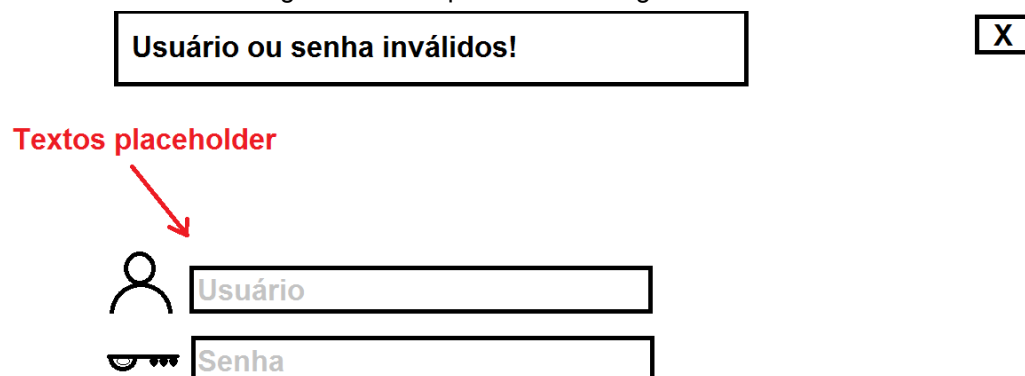 Usuário ou senha inválidos!
X
Textos placeholder
Usuário
Senha